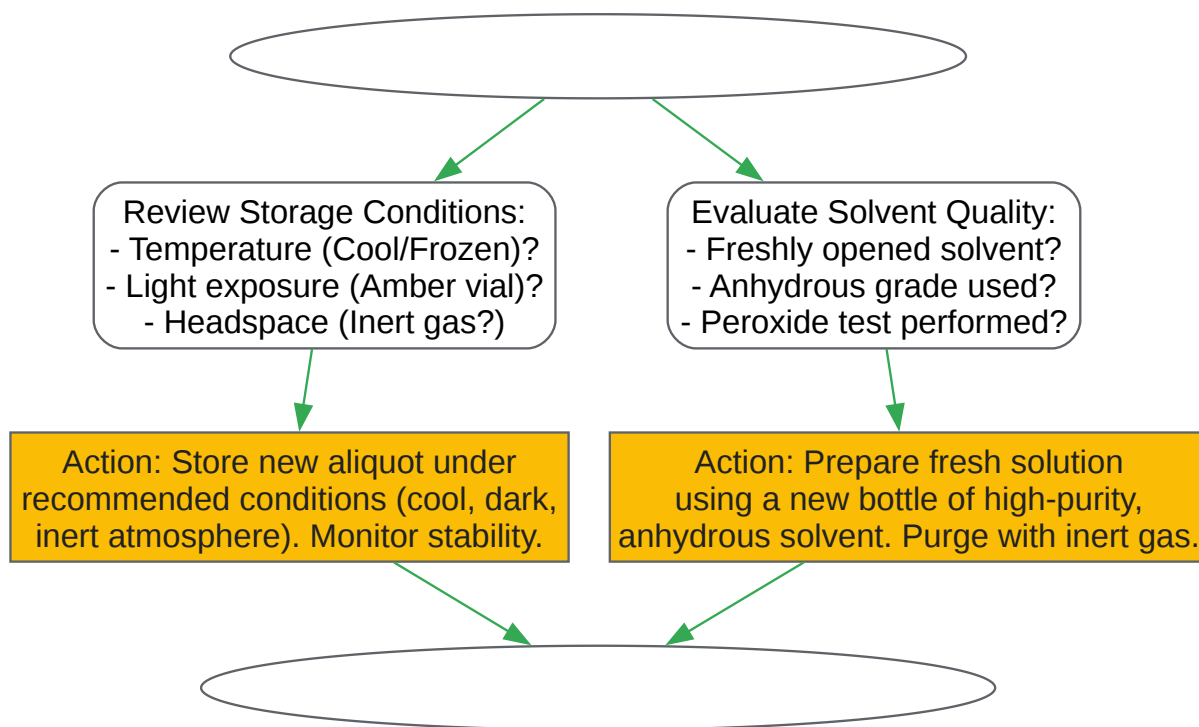 Review Storage Conditions:
- Temperature (Cool/Frozen)?
- Light exposure (Amber vial)?
- Headspace (Inert gas?)
Evaluate Solvent Quality:
- Freshly opened solvent?
- Anhydrous grade used?
- Peroxide test performed?
Action: Store new aliquot under
recommended conditions (cool, dark,
inert atmosphere). Monitor stability.
Action: Prepare fresh solution
using a new bottle of high-purity,
anhydrous solvent. Purge with inert gas.